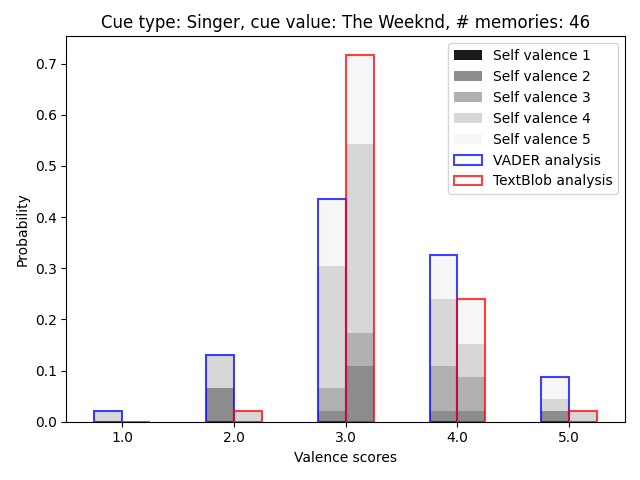 Cue type: Singer, cue value: The Weeknd, # memories: 46
Self valence 1
Self valence 2
Self valence 3
Self valence 4
Self valence 5
VADER analysis
TextBlob analysis
Probability
0.7
0.6
0.5
0.4
0.3
0.2
0.1
0.0
1.0 2.0 3.0 4.0 5.0
Valence scores